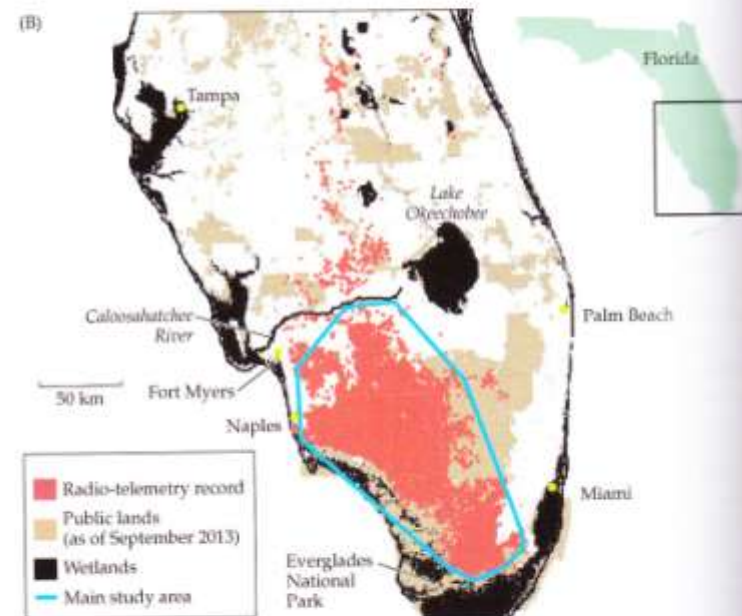 (B)
Florida
Tampa
Lake
Okeechobee
Caloosahatchee
River
Palm Beach
50 km
Fort Myers
Naples
Radio-telemetry record
Public lands
(as of September 2013)
Wetlands
Main study area
Miami
Everglades
National
Park